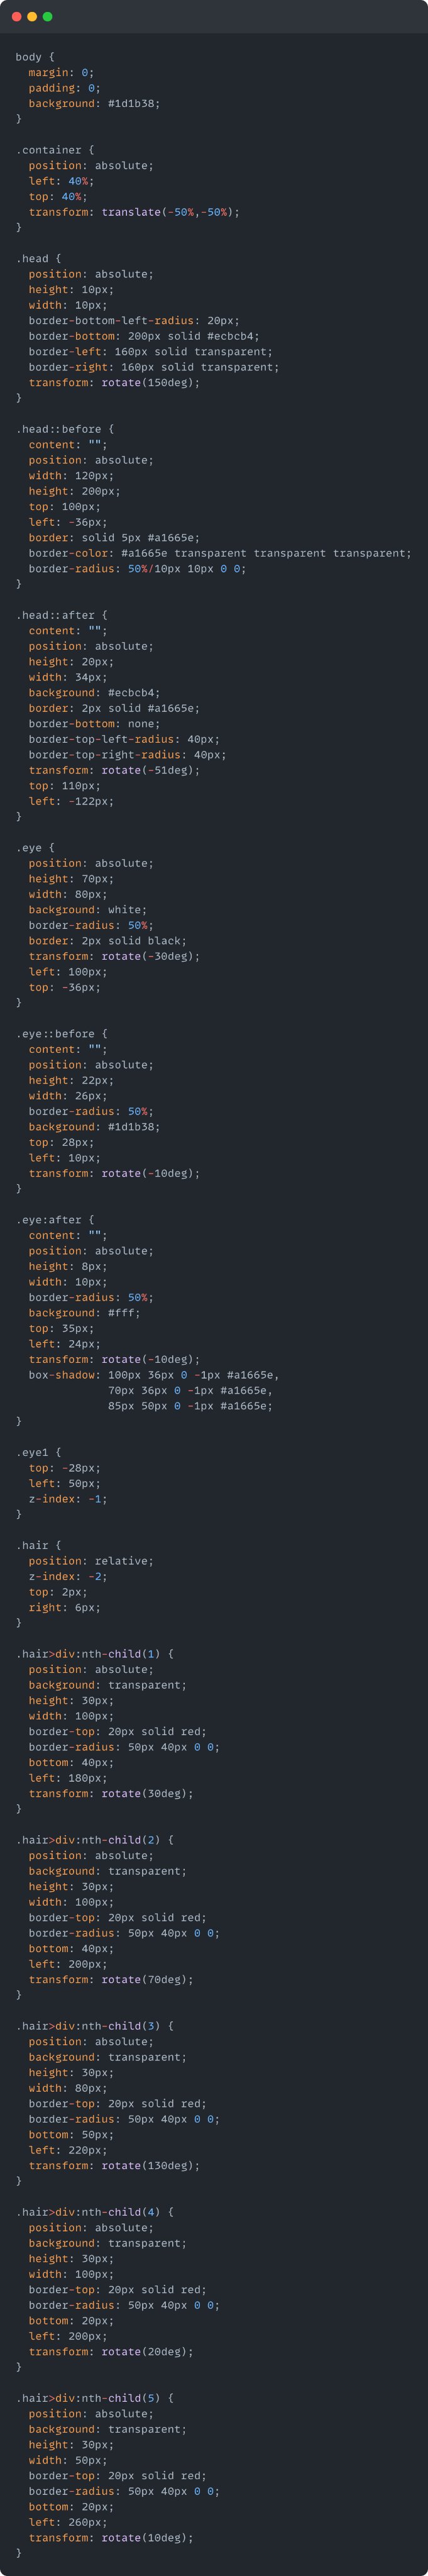 body {
  margin: 0;
  padding: 0;
  background: #1d1b38;
}

.container {
  position: absolute;
  left: 40%;
  top: 40%;
  transform: translate(-50%,-50%);
}

.head {
  position: absolute;
  height: 10px;
  width: 10px;
  border-bottom-left-radius: 20px;
  border-bottom: 200px solid #ecbcb4;
  border-left: 160px solid transparent;
  border-right: 160px solid transparent;
  transform: rotate(150deg);
}

.head::before {
  content: "";
  position: absolute;
  width: 120px;
  height: 200px;
  top: 100px;
  left: -36px;
  border: solid 5px #a1665e;
  border-color: #a1665e transparent transparent transparent;
  border-radius: 50%/10px 10px 0 0;
}

.head::after {
  content: "";
  position: absolute;
  height: 20px;
  width: 34px;
  background: #ecbcb4;
  border: 2px solid #a1665e;
  border-bottom: none;
  border-top-left-radius: 40px;
  border-top-right-radius: 40px;
  transform: rotate(-51deg);
  top: 110px;
  left: -122px;
}

.eye {
  position: absolute;
  height: 70px;
  width: 80px;
  background: white;
  border-radius: 50%;
  border: 2px solid black;
  transform: rotate(-30deg);
  left: 100px;
  top: -36px;
}

.eye::before {
  content: "";
  position: absolute;
  height: 22px;
  width: 26px;
  border-radius: 50%;
  background: #1d1b38;
  top: 28px;
  left: 10px;
  transform: rotate(-10deg);
}

.eye:after {
  content: "";
  position: absolute;
  height: 8px;
  width: 10px;
  border-radius: 50%;
  background: #fff;
  top: 35px;
  left: 24px;
  transform: rotate(-10deg);
  box-shadow: 100px 36px 0 -1px #a1665e,
              70px 36px 0 -1px #a1665e,
              85px 50px 0 -1px #a1665e;
}

.eye1 {
  top: -28px;
  left: 50px;
  z-index: -1;
}

.hair {
  position: relative;
  z-index: -2;
  top: 2px;
  right: 6px;
}

.hair>div:nth-child(1) {
  position: absolute;
  background: transparent;
  height: 30px;
  width: 100px;
  border-top: 20px solid red;
  border-radius: 50px 40px 0 0;
  bottom: 40px;
  left: 180px;
  transform: rotate(30deg);
}

.hair>div:nth-child(2) {
  position: absolute;
  background: transparent;
  height: 30px;
  width: 100px;
  border-top: 20px solid red;
  border-radius: 50px 40px 0 0;
  bottom: 40px;
  left: 200px;
  transform: rotate(70deg);
}

.hair>div:nth-child(3) {
  position: absolute;
  background: transparent;
  height: 30px;
  width: 80px;
  border-top: 20px solid red;
  border-radius: 50px 40px 0 0;
  bottom: 50px;
  left: 220px;
  transform: rotate(130deg);
}

.hair>div:nth-child(4) {
  position: absolute;
  background: transparent;
  height: 30px;
  width: 100px;
  border-top: 20px solid red;
  border-radius: 50px 40px 0 0;
  bottom: 20px;
  left: 200px;
  transform: rotate(20deg);
}

.hair>div:nth-child(5) {
  position: absolute;
  background: transparent;
  height: 30px;
  width: 50px;
  border-top: 20px solid red;
  border-radius: 50px 40px 0 0;
  bottom: 20px;
  left: 260px;
  transform: rotate(10deg);
}